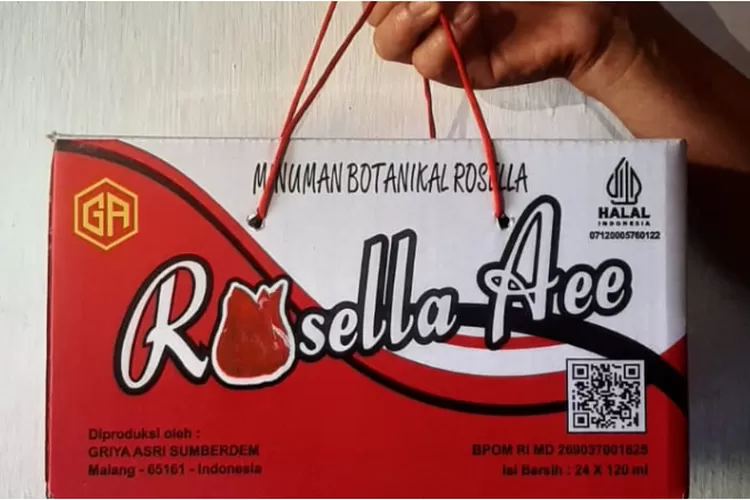 MINUMAN BOTANIKAL ROSELLA
GA
HALAL
INDONESIA
07120005760122
Rosella Aee
Diproduksi oleh :
GRIYA ASRI SUMBERDEM
Malang - 65161 - Indonesia
BPOM RI MD 269037001625
Isi Bersih : 24 X 120 ml